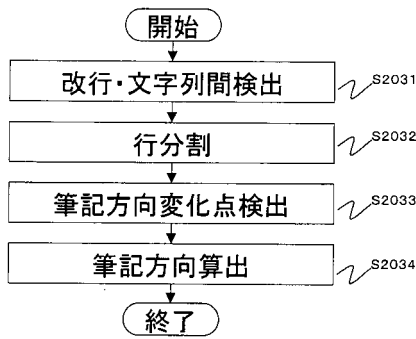 開始
改行・文字列間検出 S2031
行分割 S2032
筆記方向変化点検出 S2033
筆記方向算出 S2034
終了